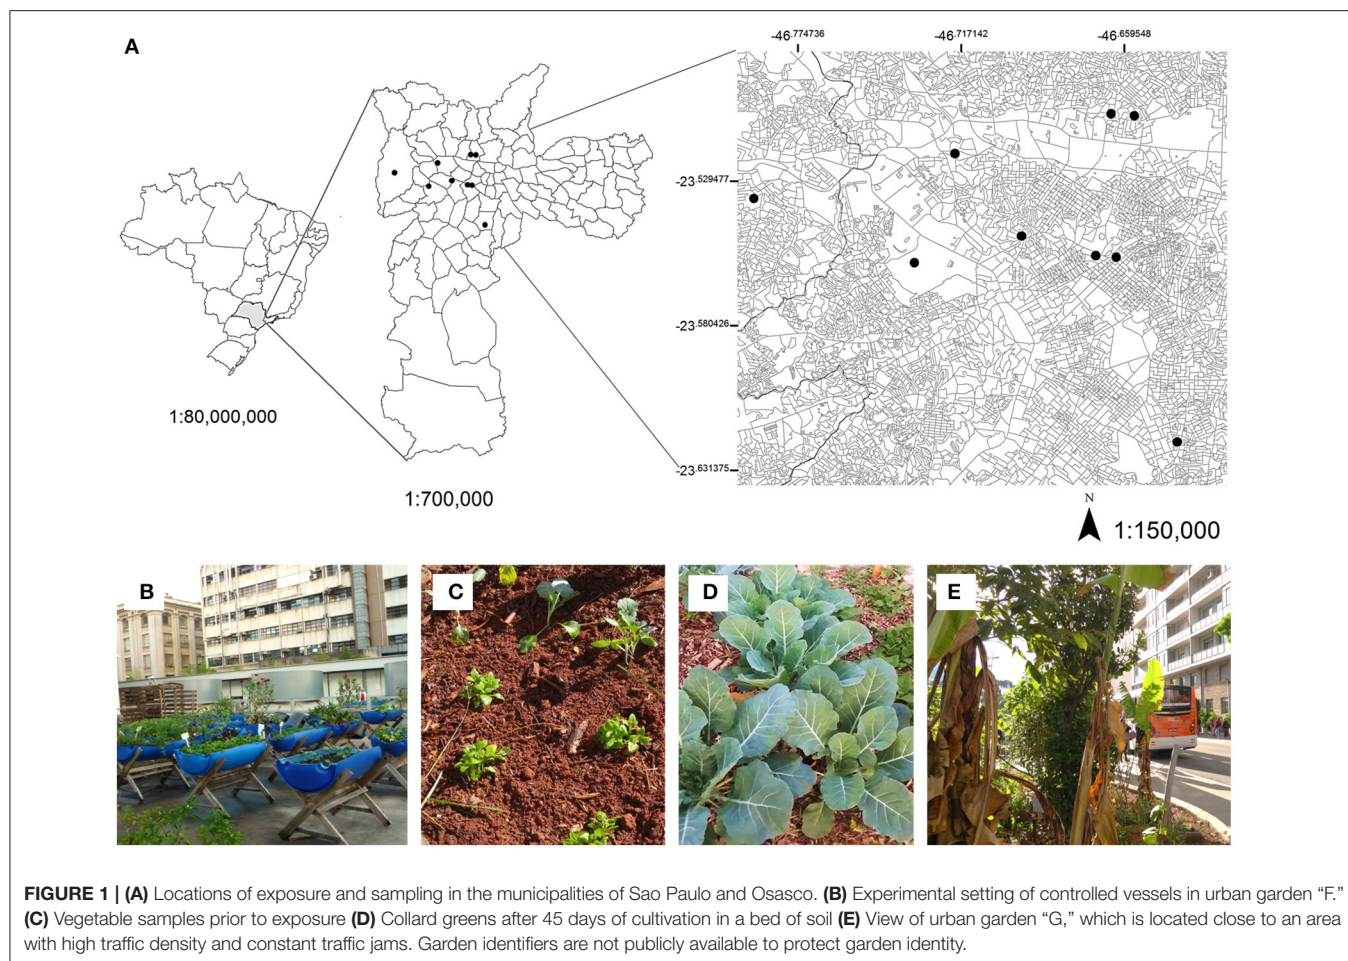 A
-46.774736
-46.717142
-46.659548
-23.529477
-23.580426
-23.631375
1:80,000,000
1:700,000
N
1:150,000
B
C
D
E
FIGURE 1 | (A) Locations of exposure and sampling in the municipalities of Sao Paulo and Osasco. (B) Experimental setting of controlled vessels in urban garden “F.”
(C) Vegetable samples prior to exposure (D) Collard greens after 45 days of cultivation in a bed of soil (E) View of urban garden “G,” which is located close to an area
with high traffic density and constant traffic jams. Garden identifiers are not publicly available to protect garden identity.